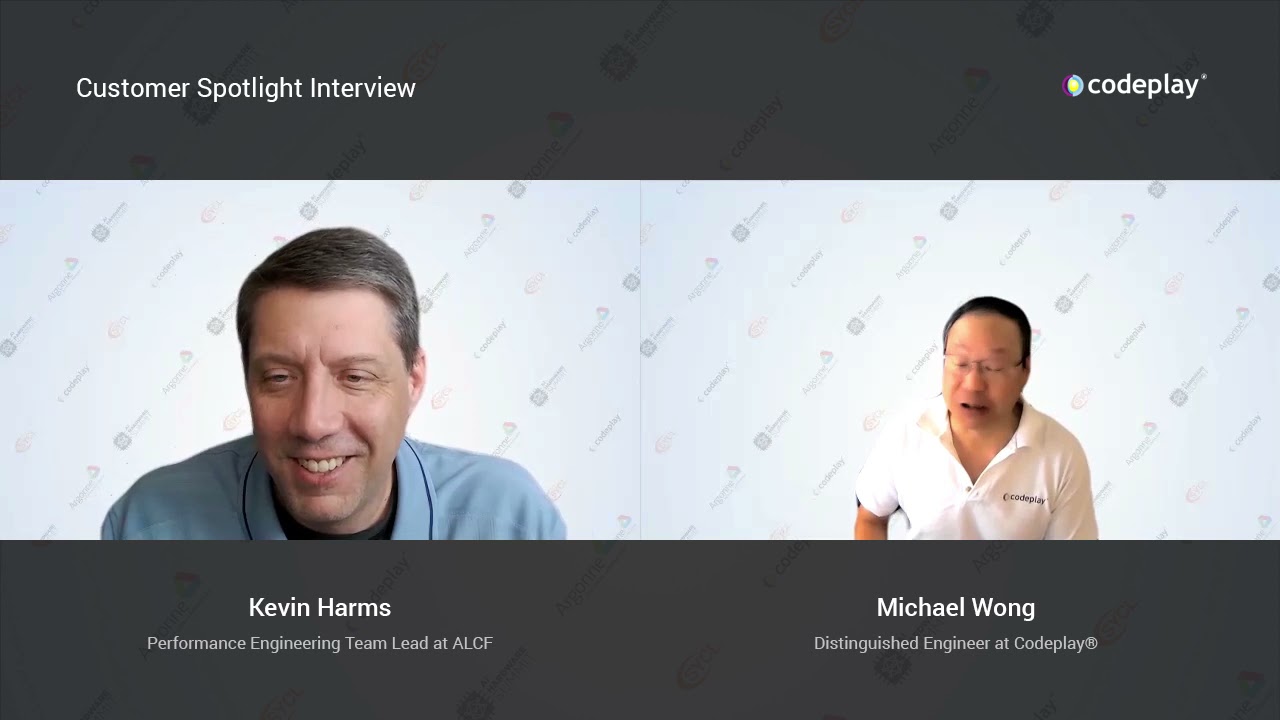 Customer Spotlight Interview
codeplay®
codeplay
Kevin Harms
Michael Wong
Performance Engineering Team Lead at ALCF
Distinguished Engineer at Codeplay®